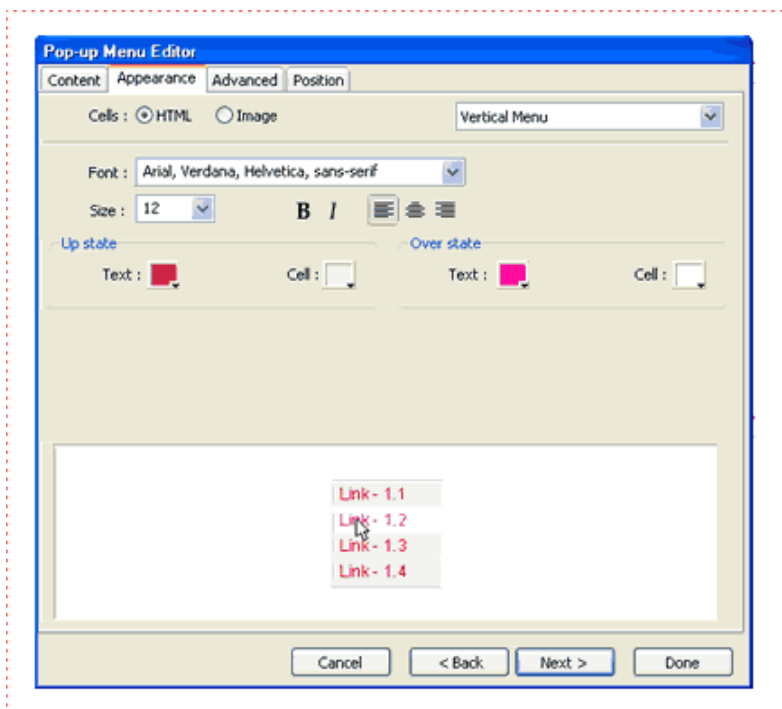 Pop-up Menu Editor
Content Appearance Advanced Position
Cells : HTML Image Vertical Menu
Font : Arial, Verdana, Helvetica, sans-serif
Size : 12 B I
Up state Over state
Text : Cell : Text : Cell :
Link - 1.1
Link - 1.2
Link - 1.3
Link - 1.4
Cancel < Back Next > Done